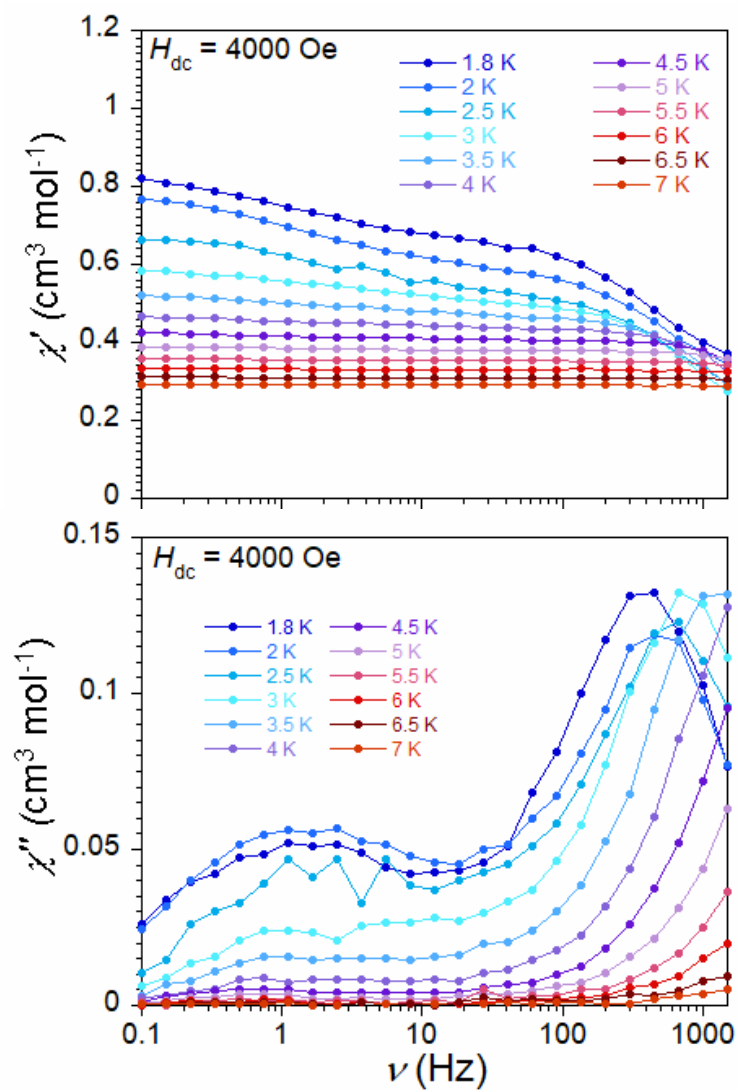 1.2
H_dc = 4000 Oe
1.8 K
4.5 K
2 K
5 K
2.5 K
5.5 K
3 K
6 K
3.5 K
6.5 K
4 K
7 K
1
0.8
0.6
0.4
0.2
0
χ′ (cm³ mol⁻¹)
0.15
H_dc = 4000 Oe
1.8 K
4.5 K
2 K
5 K
2.5 K
5.5 K
3 K
6 K
3.5 K
6.5 K
4 K
7 K
0.1
0.05
0
χ″ (cm³ mol⁻¹)
0.1 1 10 100 1000
ν (Hz)